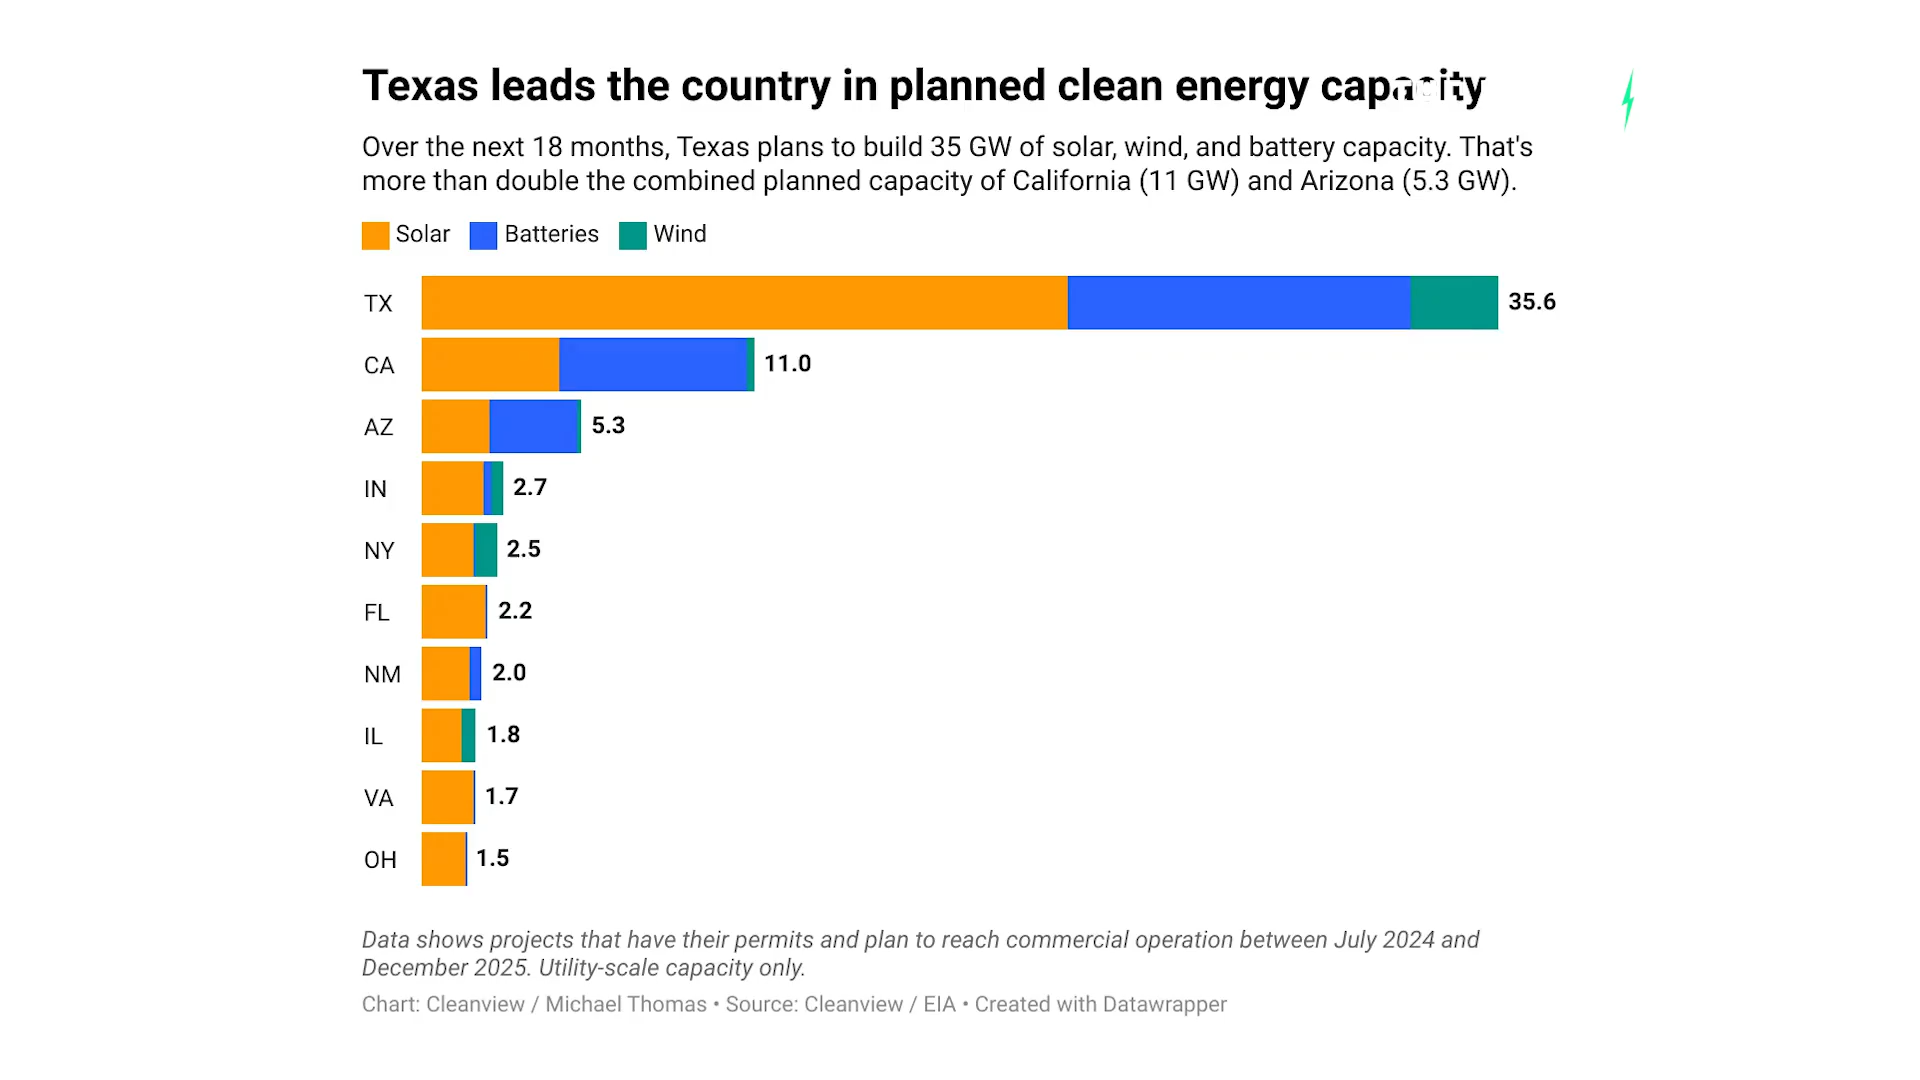 Texas leads the country in planned clean energy capacity
Over the next 18 months, Texas plans to build 35 GW of solar, wind, and battery capacity. That's
more than double the combined planned capacity of California (11 GW) and Arizona (5.3 GW).
Solar Batteries Wind
TX 35.6
CA 11.0
AZ 5.3
IN 2.7
NY 2.5
FL 2.2
NM 2.0
IL 1.8
VA 1.7
OH 1.5
Data shows projects that have their permits and plan to reach commercial operation between July 2024 and
December 2025. Utility-scale capacity only.
Chart: Cleanview / Michael Thomas • Source: Cleanview / EIA • Created with Datawrapper